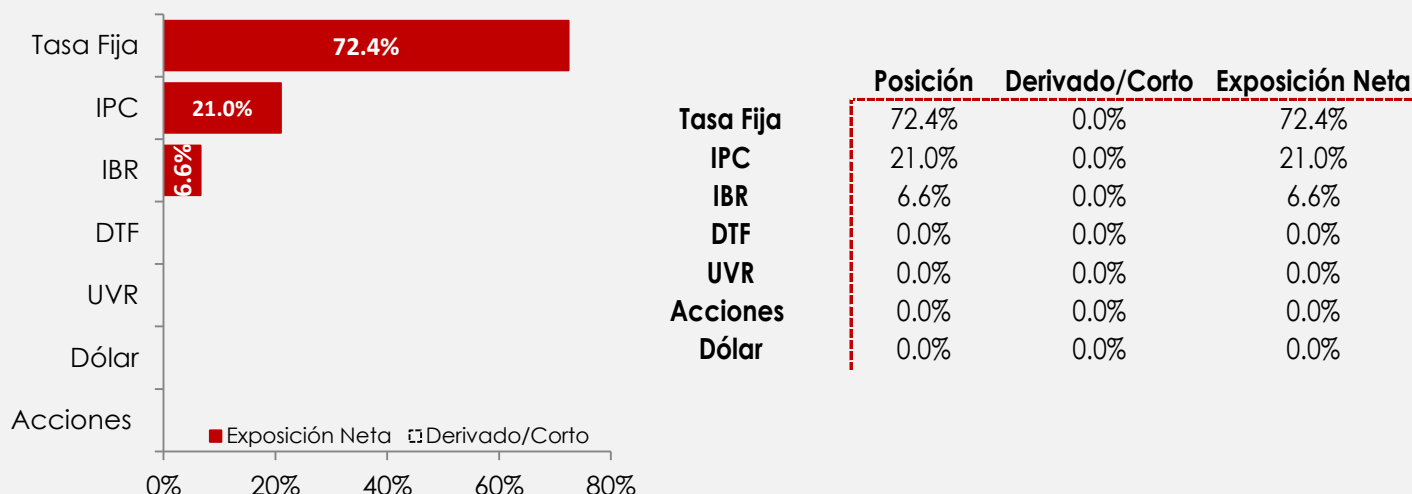 Tasa Fija 72.4%
IPC 21.0%
IBR 6.6%
DTF
UVR
Dólar
Acciones
Exposición Neta Derivado/Corto
0% 20% 40% 60% 80%
Posición Derivado/Corto Exposición Neta
Tasa Fija 72.4% 0.0% 72.4%
IPC 21.0% 0.0% 21.0%
IBR 6.6% 0.0% 6.6%
DTF 0.0% 0.0% 0.0%
UVR 0.0% 0.0% 0.0%
Acciones 0.0% 0.0% 0.0%
Dólar 0.0% 0.0% 0.0%